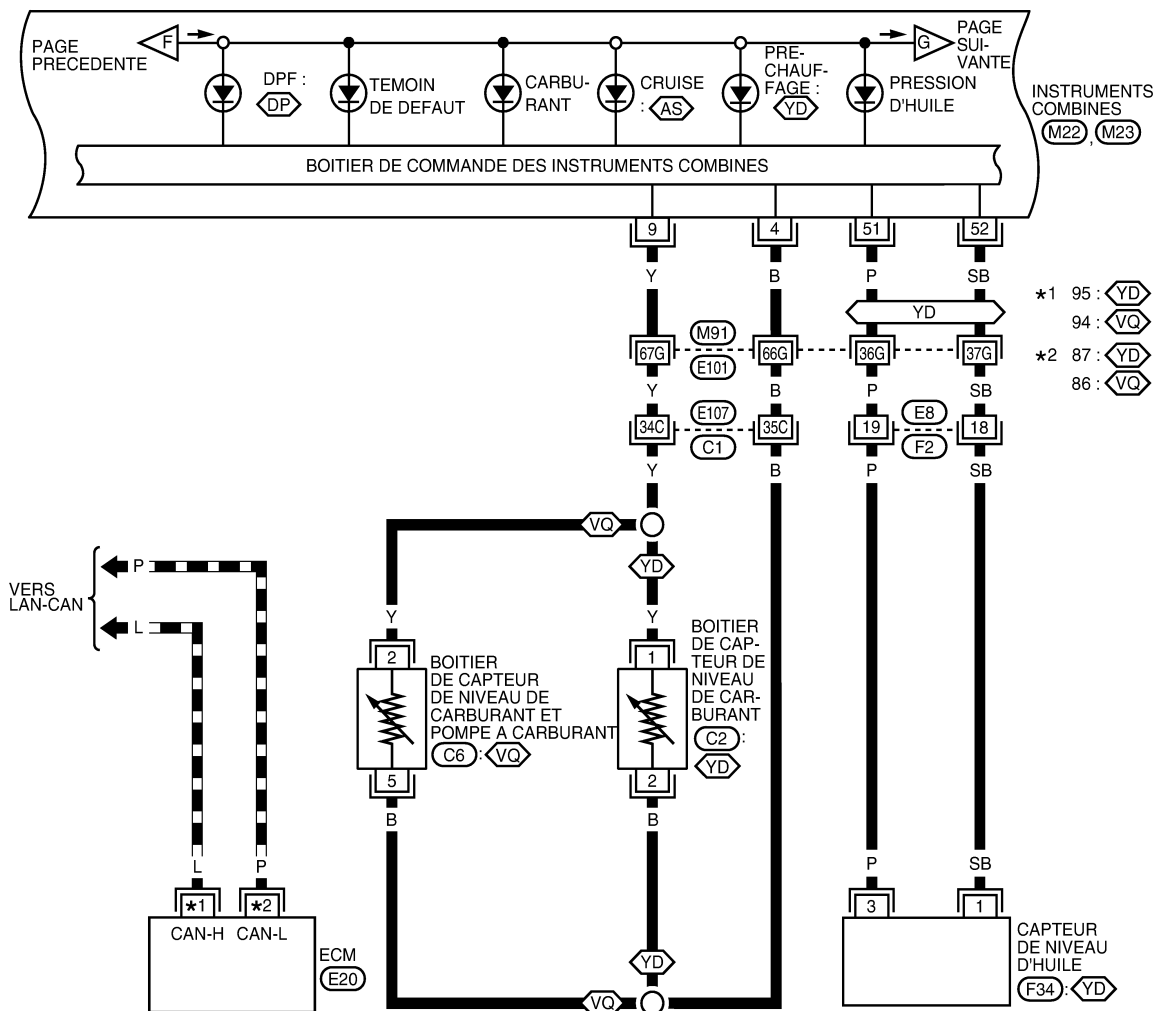 PAGE
PRECEDENTE
F
G
PAGE
SUI-
VANTE
DPF :
DP
TEMOIN
DE DEFAUT
CARBU-
RANT
CRUISE
: AS
PRE-
CHAUF-
FAGE :
YD
PRESSION
D'HUILE
INSTRUMENTS
COMBINES
M22 , M23
BOITIER DE COMMANDE DES INSTRUMENTS COMBINES
9 4 51 52
Y B P SB
YD
*1 95 : YD
94 : VQ
*2 87 : YD
86 : VQ
M91
67G 66G 36G 37G
E101
Y B P SB
E107 E8
34C 35C 19 18
C1 F2
Y B P SB
VQ
YD
VERS
LAN-CAN
P
L
Y Y
2
BOITIER
DE CAPTEUR
DE NIVEAU DE
CARBURANT ET
POMPE A CARBURANT
C6 : VQ
5
B
1
BOITIER
DE CAP-
TEUR DE
NIVEAU
DE CAR-
BURANT
C2 :
YD
2
B
L P P SB
*1 *2 3 1
CAN-H CAN-L
ECM
E20
YD
VQ
CAPTEUR
DE NIVEAU
D'HUILE
F34 : YD